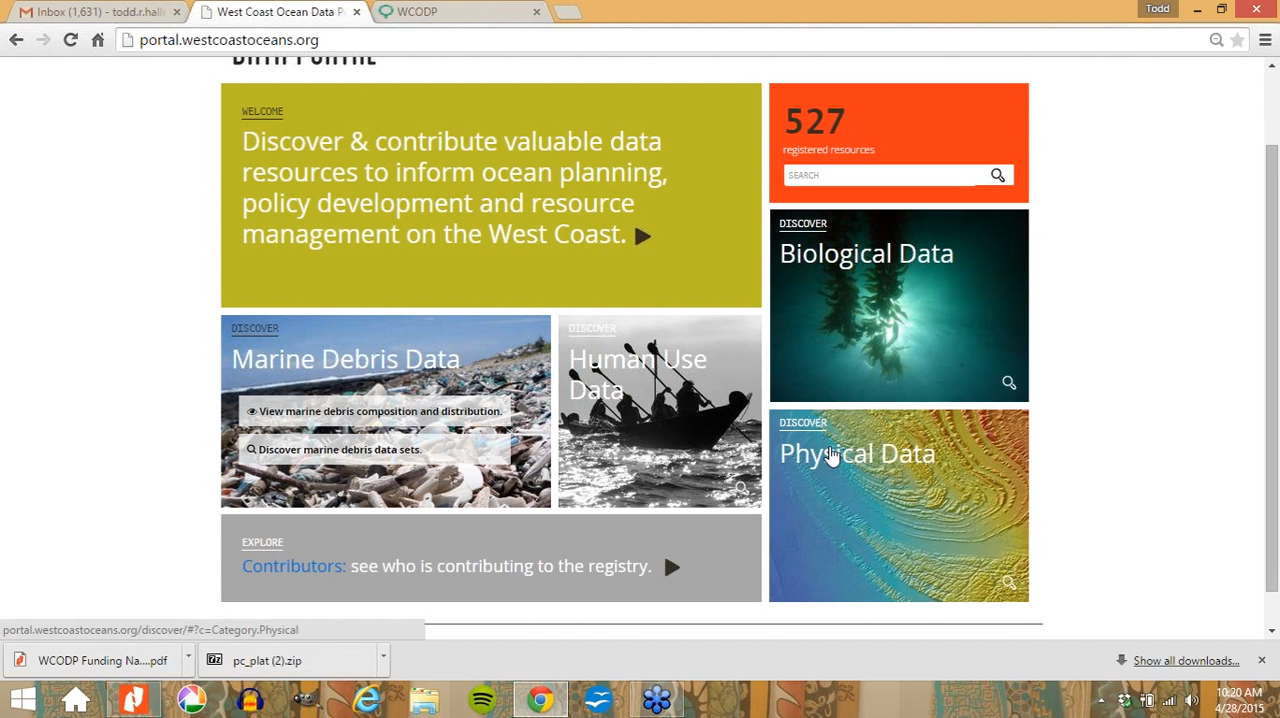 Inbox (1,631) - todd.r.hall
West Coast Ocean Data P
WCODP
Todd
portal.westcoastoceans.org
DATA PORTAL
WELCOME
Discover & contribute valuable data
resources to inform ocean planning,
policy development and resource
management on the West Coast.
527
registered resources
SEARCH
DISCOVER
Biological Data
DISCOVER
Marine Debris Data
View marine debris composition and distribution.
Discover marine debris data sets.
DISCOVER
Human Use
Data
DISCOVER
Physical Data
EXPLORE
Contributors: see who is contributing to the registry.
portal.westcoastoceans.org/discover/#?c=Category.Physical
WCODP Funding Na....pdf
7z
pc_plat (2).zip
Show all downloads...
10:20 AM
4/28/2015